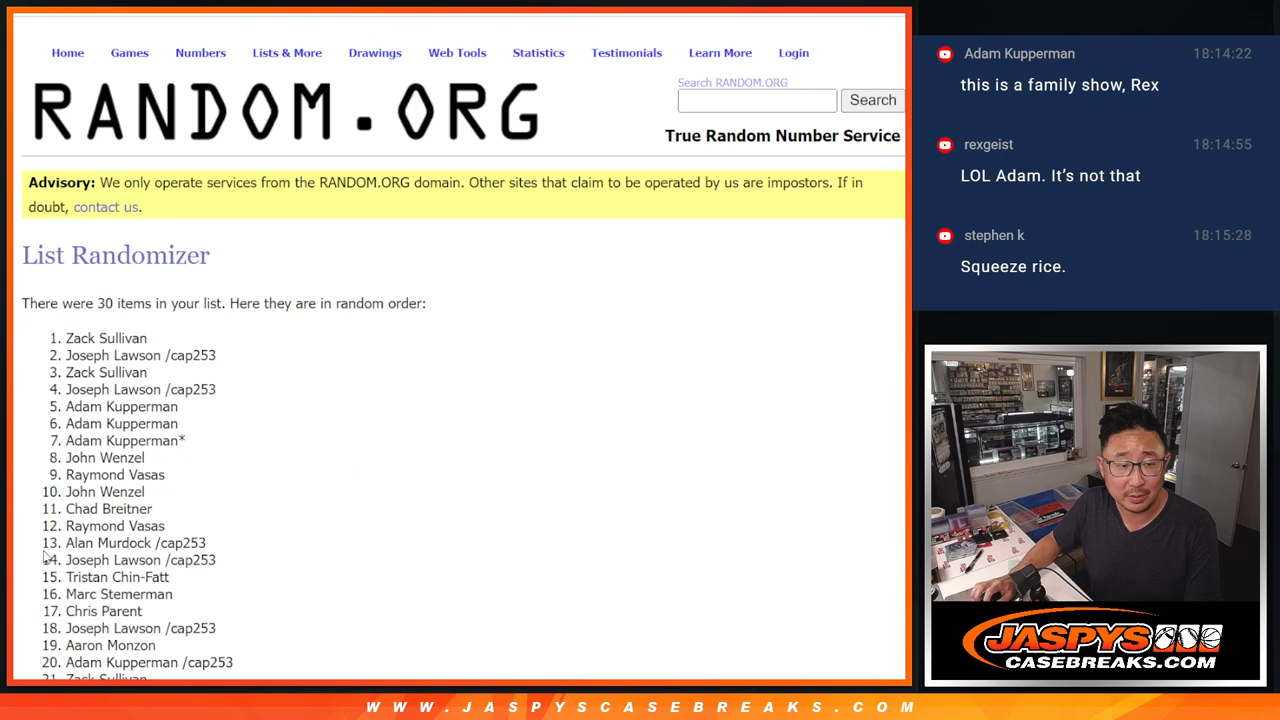 Home Games Numbers Lists & More Drawings Web Tools Statistics Testimonials Learn More Login
RANDOM.ORG
Search RANDOM.ORG
Search
True Random Number Service
Advisory: We only operate services from the RANDOM.ORG domain. Other sites that claim to be operated by us are impostors. If in
doubt, contact us.
List Randomizer
There were 30 items in your list. Here they are in random order:
1. Zack Sullivan
2. Joseph Lawson /cap253
3. Zack Sullivan
4. Joseph Lawson /cap253
5. Adam Kupperman
6. Adam Kupperman
7. Adam Kupperman*
8. John Wenzel
9. Raymond Vasas
10. John Wenzel
11. Chad Breitner
12. Raymond Vasas
13. Alan Murdock /cap253
14. Joseph Lawson /cap253
15. Tristan Chin-Fatt
16. Marc Stemerman
17. Chris Parent
18. Joseph Lawson /cap253
19. Aaron Monzon
20. Adam Kupperman /cap253
21. Zack Sullivan
Adam Kupperman 18:14:22
this is a family show, Rex
rexgeist 18:14:55
LOL Adam. It’s not that
stephen k 18:15:28
Squeeze rice.
JASPYS
CASEBREAKS.COM
WWW.JASPYSCASEBREAKS.COM